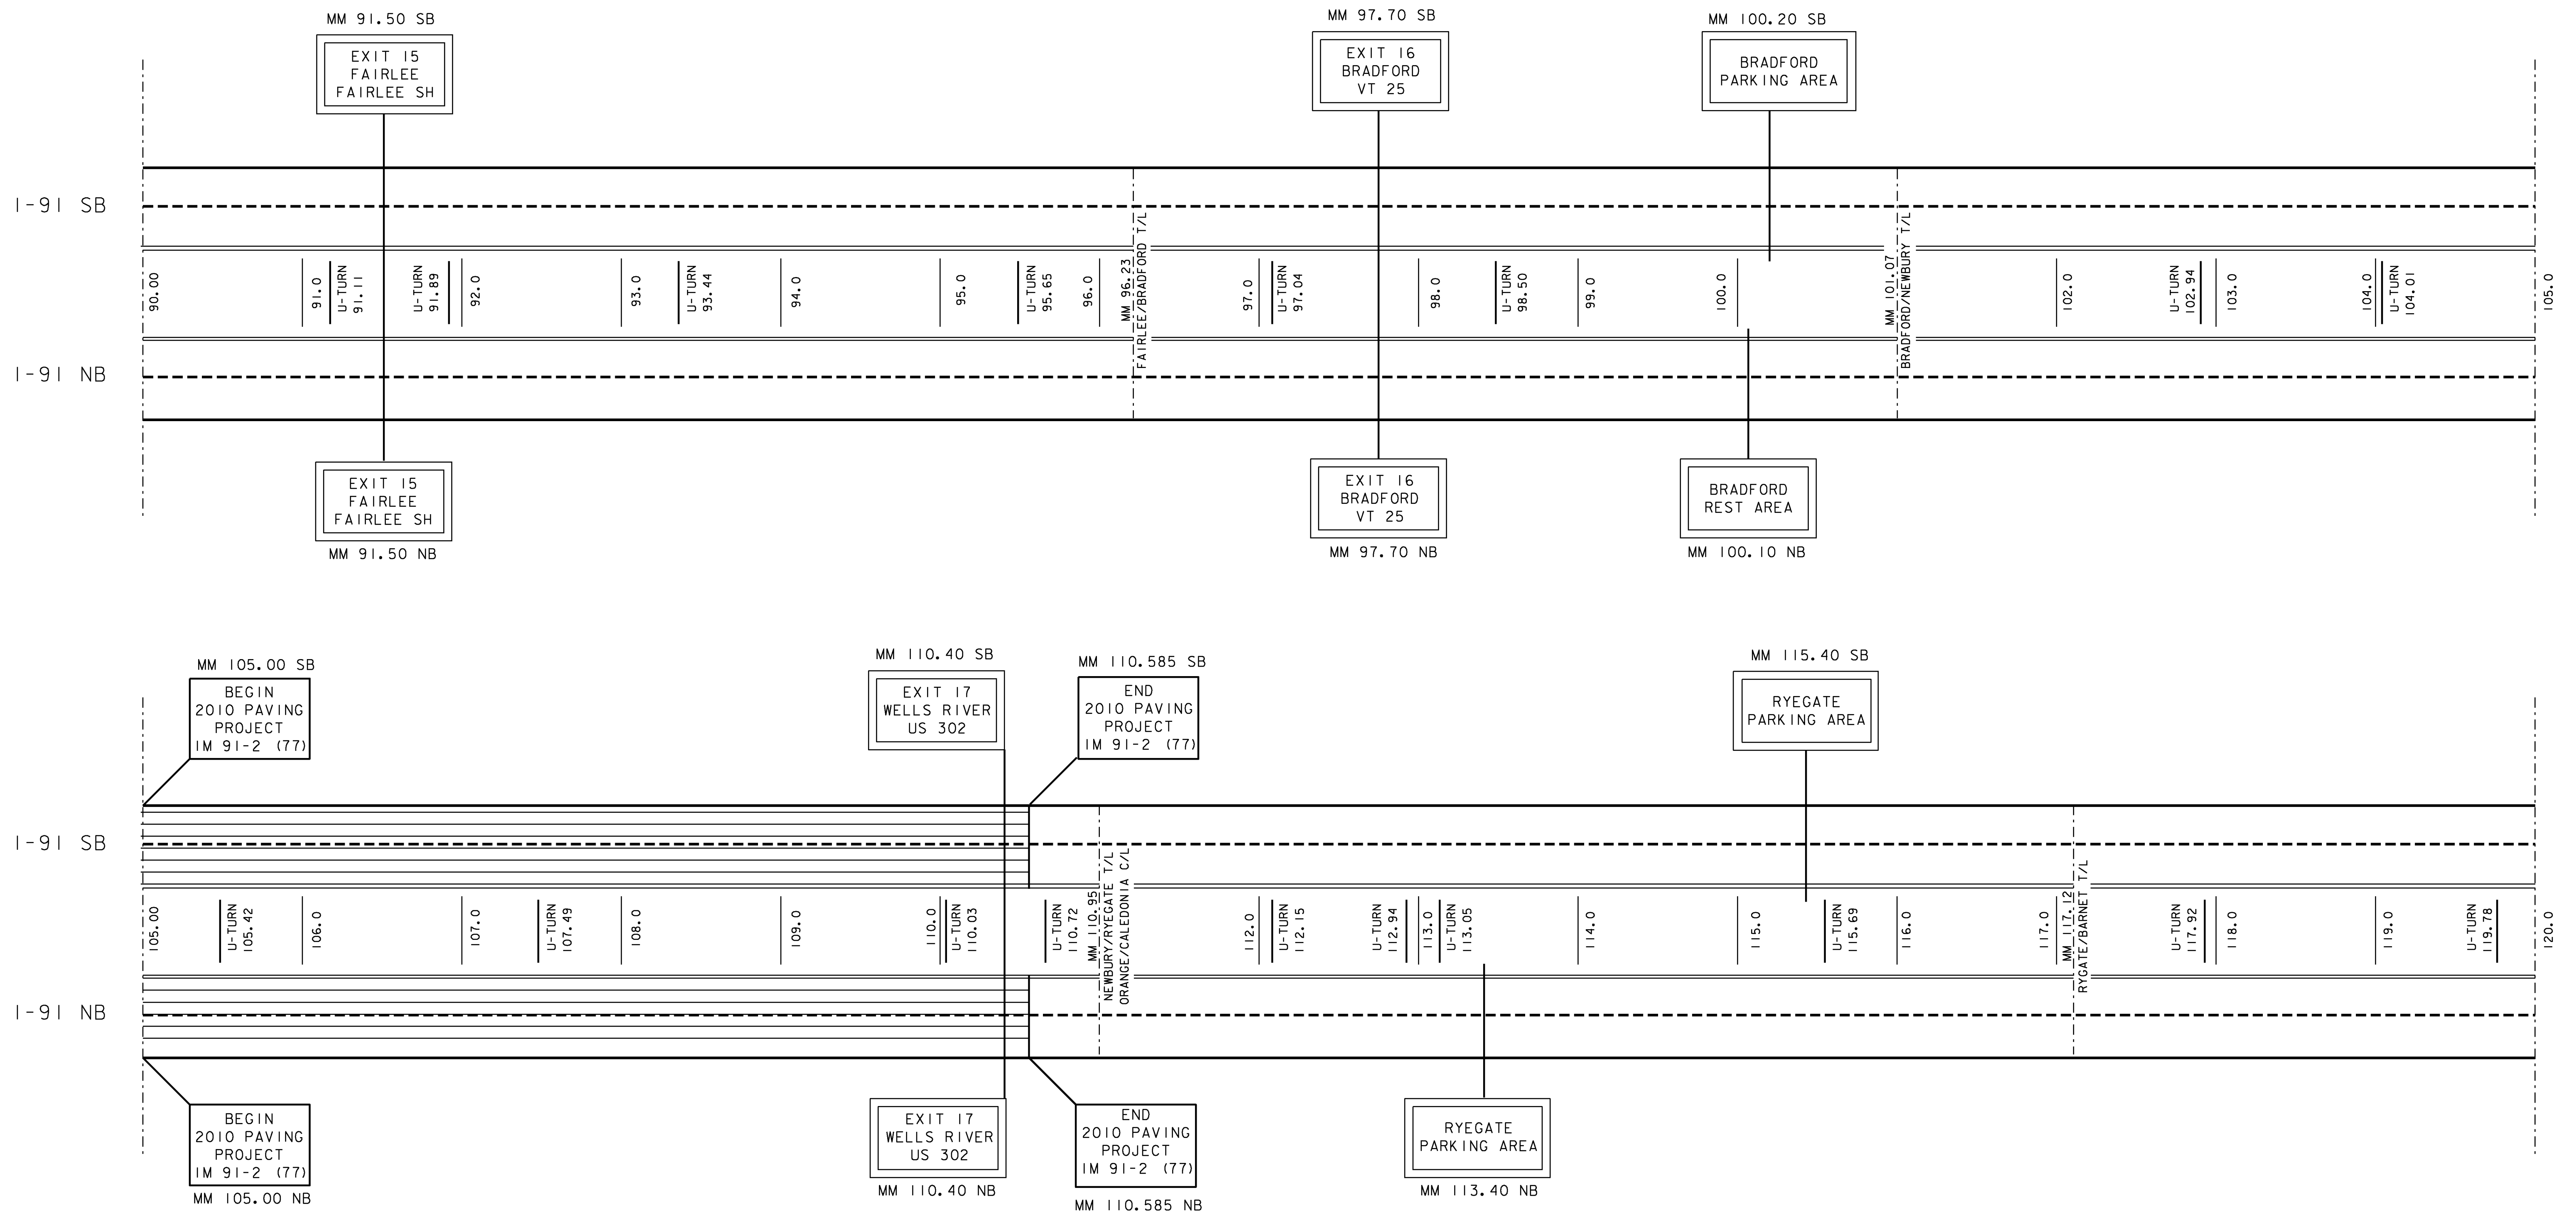 MM 91.50 SB
EXIT 15
FAIRLEE
FAIRLEE SH
MM 97.70 SB
EXIT 16
BRADFORD
VT 25
MM 100.20 SB
BRADFORD
PARKING AREA
I-91 SB
I-91 NB
90.00
91.0
U-TURN
91.11
U-TURN
91.89
92.0
93.0
U-TURN
93.44
94.0
95.0
U-TURN
95.65
96.0
MM 96.23
FAIRLEE/BRADFORD T/L
97.0
U-TURN
97.04
98.0
U-TURN
98.50
99.0
100.0
MM 101.07
BRADFORD/NEWBURY T/L
102.0
U-TURN
102.94
103.0
104.0
U-TURN
104.01
105.0
EXIT 15
FAIRLEE
FAIRLEE SH
MM 91.50 NB
EXIT 16
BRADFORD
VT 25
MM 97.70 NB
BRADFORD
REST AREA
MM 100.10 NB
MM 105.00 SB
BEGIN
2010 PAVING
PROJECT
IM 91-2 (77)
MM 110.40 SB
EXIT 17
WELLS RIVER
US 302
MM 110.585 SB
END
2010 PAVING
PROJECT
IM 91-2 (77)
MM 115.40 SB
RYEGATE
PARKING AREA
I-91 SB
I-91 NB
105.00
U-TURN
105.42
106.0
107.0
U-TURN
107.49
108.0
109.0
110.0
U-TURN
110.03
U-TURN
110.72
MM 110.95
NEWBURY/RYEGATE T/L
ORANGE/CALEDONIA C/L
112.0
U-TURN
112.15
U-TURN
112.94
113.0
U-TURN
113.05
114.0
115.0
U-TURN
115.69
116.0
117.0
MM 117.12
RYGATE/BARNET T/L
U-TURN
117.92
118.0
119.0
U-TURN
119.78
120.0
BEGIN
2010 PAVING
PROJECT
IM 91-2 (77)
MM 105.00 NB
EXIT 17
WELLS RIVER
US 302
MM 110.40 NB
END
2010 PAVING
PROJECT
IM 91-2 (77)
MM 110.585 NB
RYEGATE
PARKING AREA
MM 113.40 NB